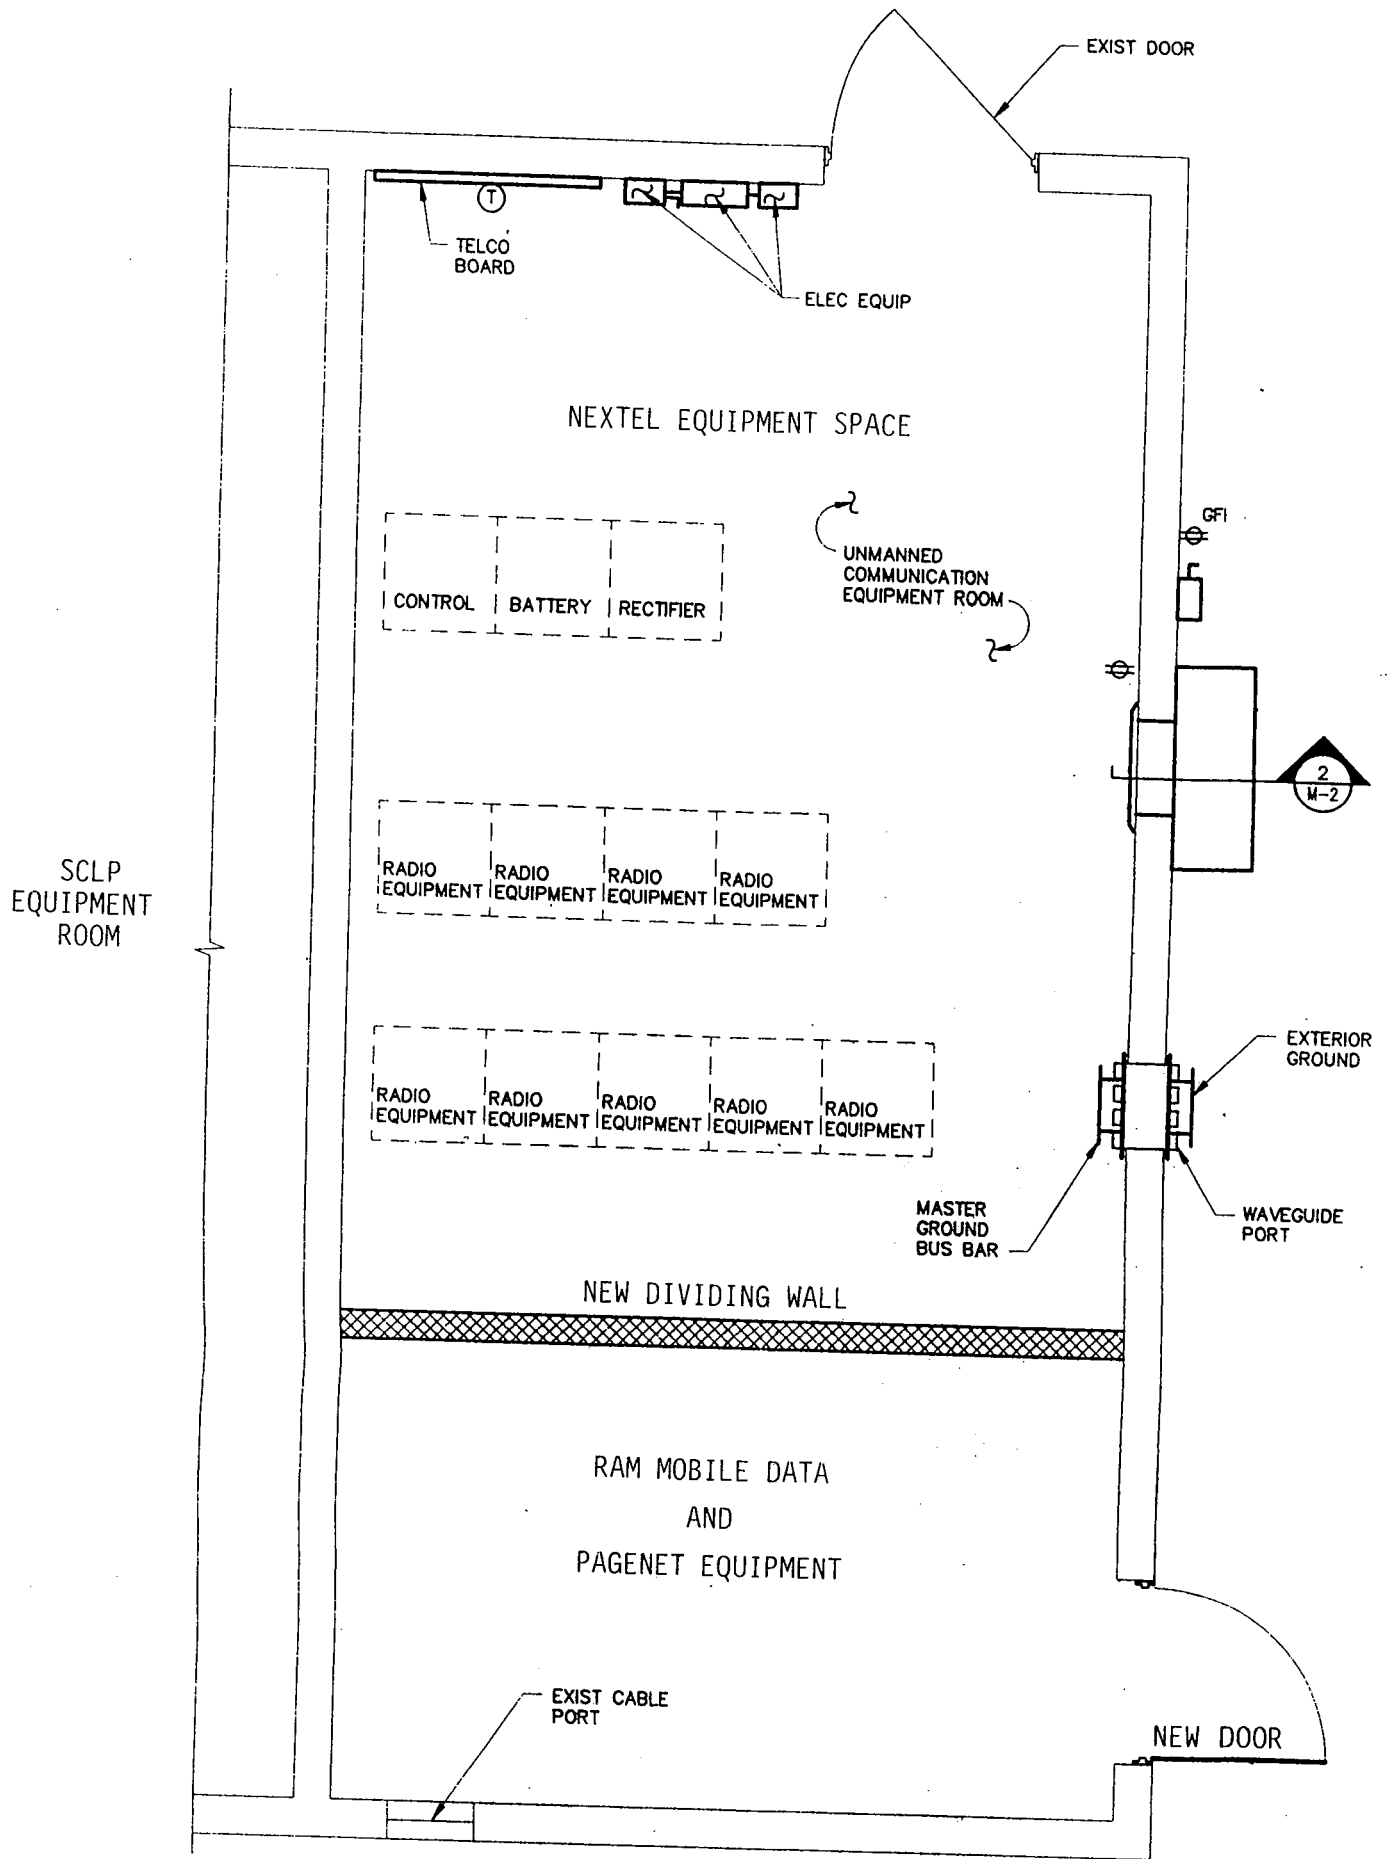 EXIST DOOR
T
TELCO
BOARD
ELEC EQUIP
NEXTEL EQUIPMENT SPACE
GFI
UNMANNED
COMMUNICATION
EQUIPMENT ROOM
CONTROL
BATTERY
RECTIFIER
2
M-2
SCLP
EQUIPMENT
ROOM
RADIO
EQUIPMENT
RADIO
EQUIPMENT
RADIO
EQUIPMENT
RADIO
EQUIPMENT
EXTERIOR
GROUND
RADIO
EQUIPMENT
RADIO
EQUIPMENT
RADIO
EQUIPMENT
RADIO
EQUIPMENT
RADIO
EQUIPMENT
MASTER
GROUND
BUS BAR
WAVEGUIDE
PORT
NEW DIVIDING WALL
RAM MOBILE DATA
AND
PAGENET EQUIPMENT
EXIST CABLE
PORT
NEW DOOR